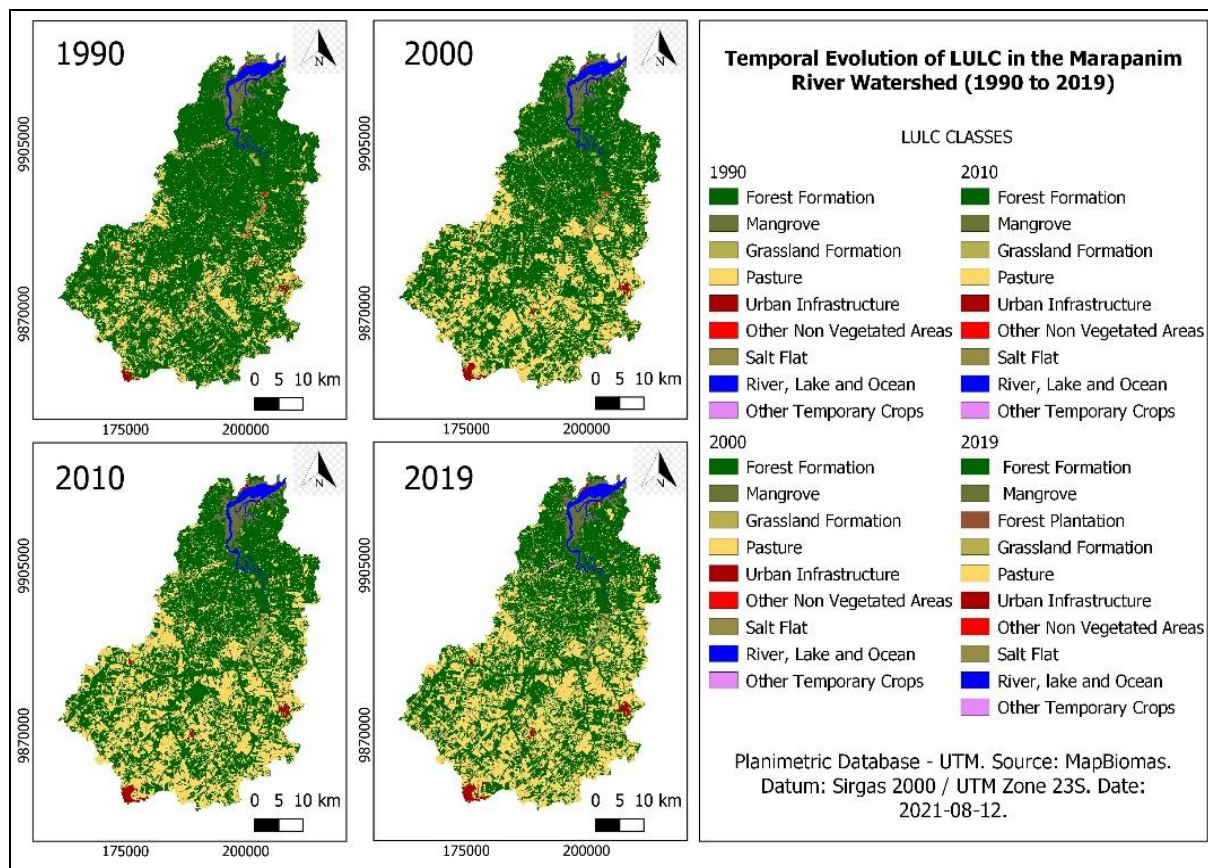 1990
N
9905000
9870000
0 5 10 km
175000 200000
2000
N
9905000
9870000
0 5 10 km
175000 200000
2010
N
9905000
9870000
0 5 10 km
175000 200000
2019
N
9905000
9870000
0 5 10 km
175000 200000
Temporal Evolution of LULC in the Marapanim
River Watershed (1990 to 2019)
LULC CLASSES
1990
Forest Formation
Mangrove
Grassland Formation
Pasture
Urban Infrastructure
Other Non Vegetated Areas
Salt Flat
River, Lake and Ocean
Other Temporary Crops
2000
Forest Formation
Mangrove
Grassland Formation
Pasture
Urban Infrastructure
Other Non Vegetated Areas
Salt Flat
River, Lake and Ocean
Other Temporary Crops
2010
Forest Formation
Mangrove
Grassland Formation
Pasture
Urban Infrastructure
Other Non Vegetated Areas
Salt Flat
River, Lake and Ocean
Other Temporary Crops
2019
Forest Formation
Mangrove
Forest Plantation
Grassland Formation
Pasture
Urban Infrastructure
Other Non Vegetated Areas
Salt Flat
River, lake and Ocean
Other Temporary Crops
Planimetric Database - UTM. Source: MapBiomas.
Datum: Sirgas 2000 / UTM Zone 23S. Date:
2021-08-12.